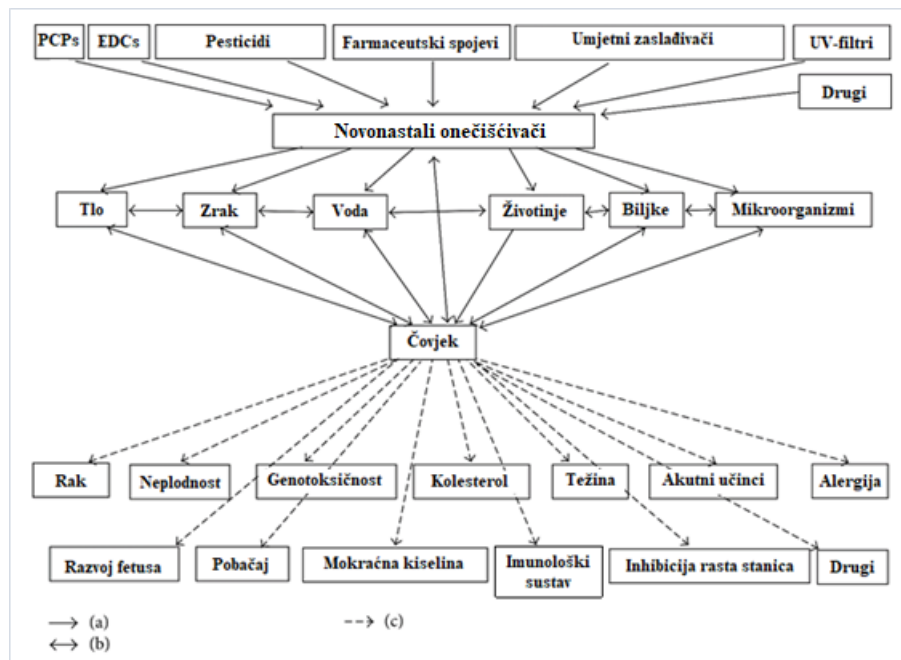 PCPs
EDCs
Pesticidi
Farmaceutski spojevi
Umjetni zaslađivači
UV-filtri
Drugi
Novonastali onečišćivači
Tlo
Zrak
Voda
Životinje
Biljke
Mikroorganizmi
Čovjek
Rak
Neplodnost
Genotoksičnost
Kolesterol
Težina
Akutni učinci
Alergija
Razvoj fetusa
Pobačaj
Mokraćna kiselina
Imunološki
sustav
Inhibicija rasta stanica
Drugi
(a)
(c)
(b)